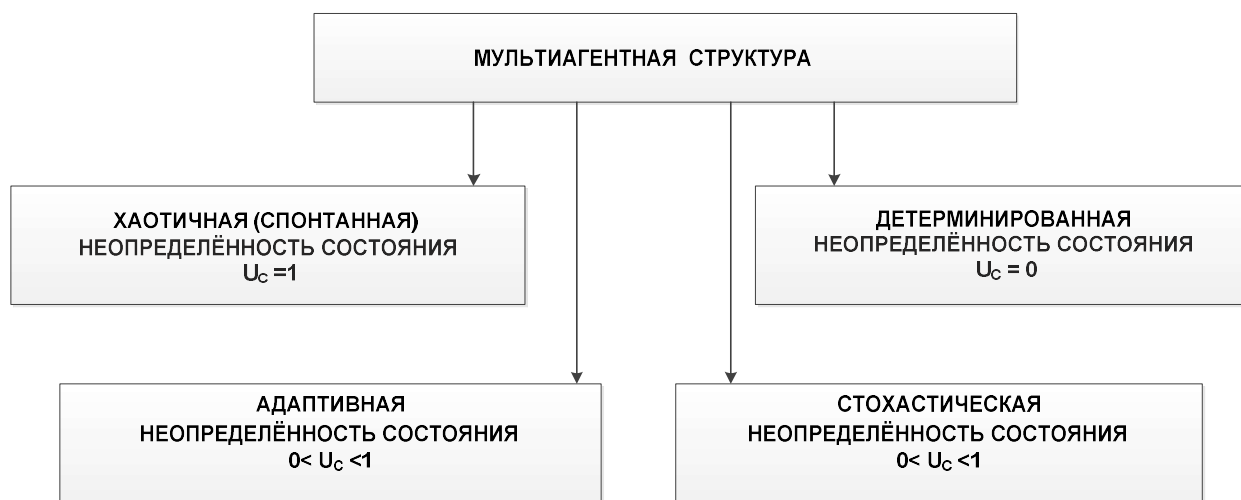 МУЛЬТИАГЕНТНАЯ СТРУКТУРА
ХАОТИЧНАЯ (СПОНТАННАЯ)
НЕОПРЕДЕЛЁННОСТЬ СОСТОЯНИЯ
UC =1
ДЕТЕРМИНИРОВАННАЯ
НЕОПРЕДЕЛЁННОСТЬ СОСТОЯНИЯ
UC = 0
АДАПТИВНАЯ
НЕОПРЕДЕЛЁННОСТЬ СОСТОЯНИЯ
0< UC <1
СТОХАСТИЧЕСКАЯ
НЕОПРЕДЕЛЁННОСТЬ СОСТОЯНИЯ
0< UC <1